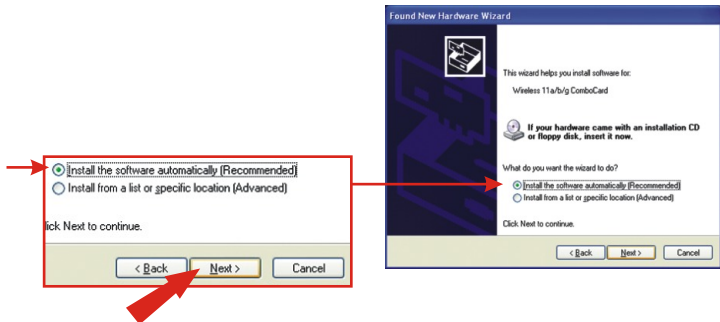 Found New Hardware Wizard
This wizard helps you install software for:
Wireless 11a/b/g ComboCard
If your hardware came with an installation CD
or floppy disk, insert it now.
What do you want the wizard to do?
Install the software automatically (Recommended)
Install from a list or specific location (Advanced)
Click Next to continue.
< Back
Next >
Cancel
Install the software automatically (Recommended)
Install from a list or specific location (Advanced)
lick Next to continue.
< Back
Next >
Cancel